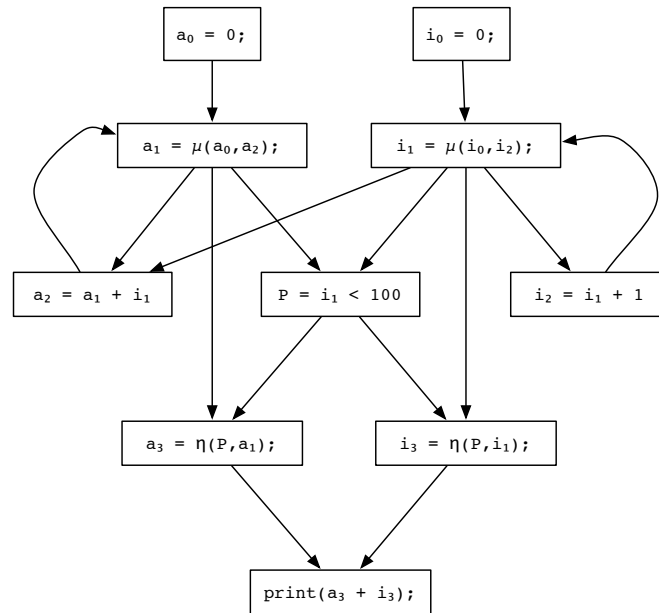 a₀ = 0;
i₀ = 0;
a₁ = μ(a₀,a₂);
i₁ = μ(i₀,i₂);
a₂ = a₁ + i₁
P = i₁ < 100
i₂ = i₁ + 1
a₃ = η(P,a₁);
i₃ = η(P,i₁);
print(a₃ + i₃);